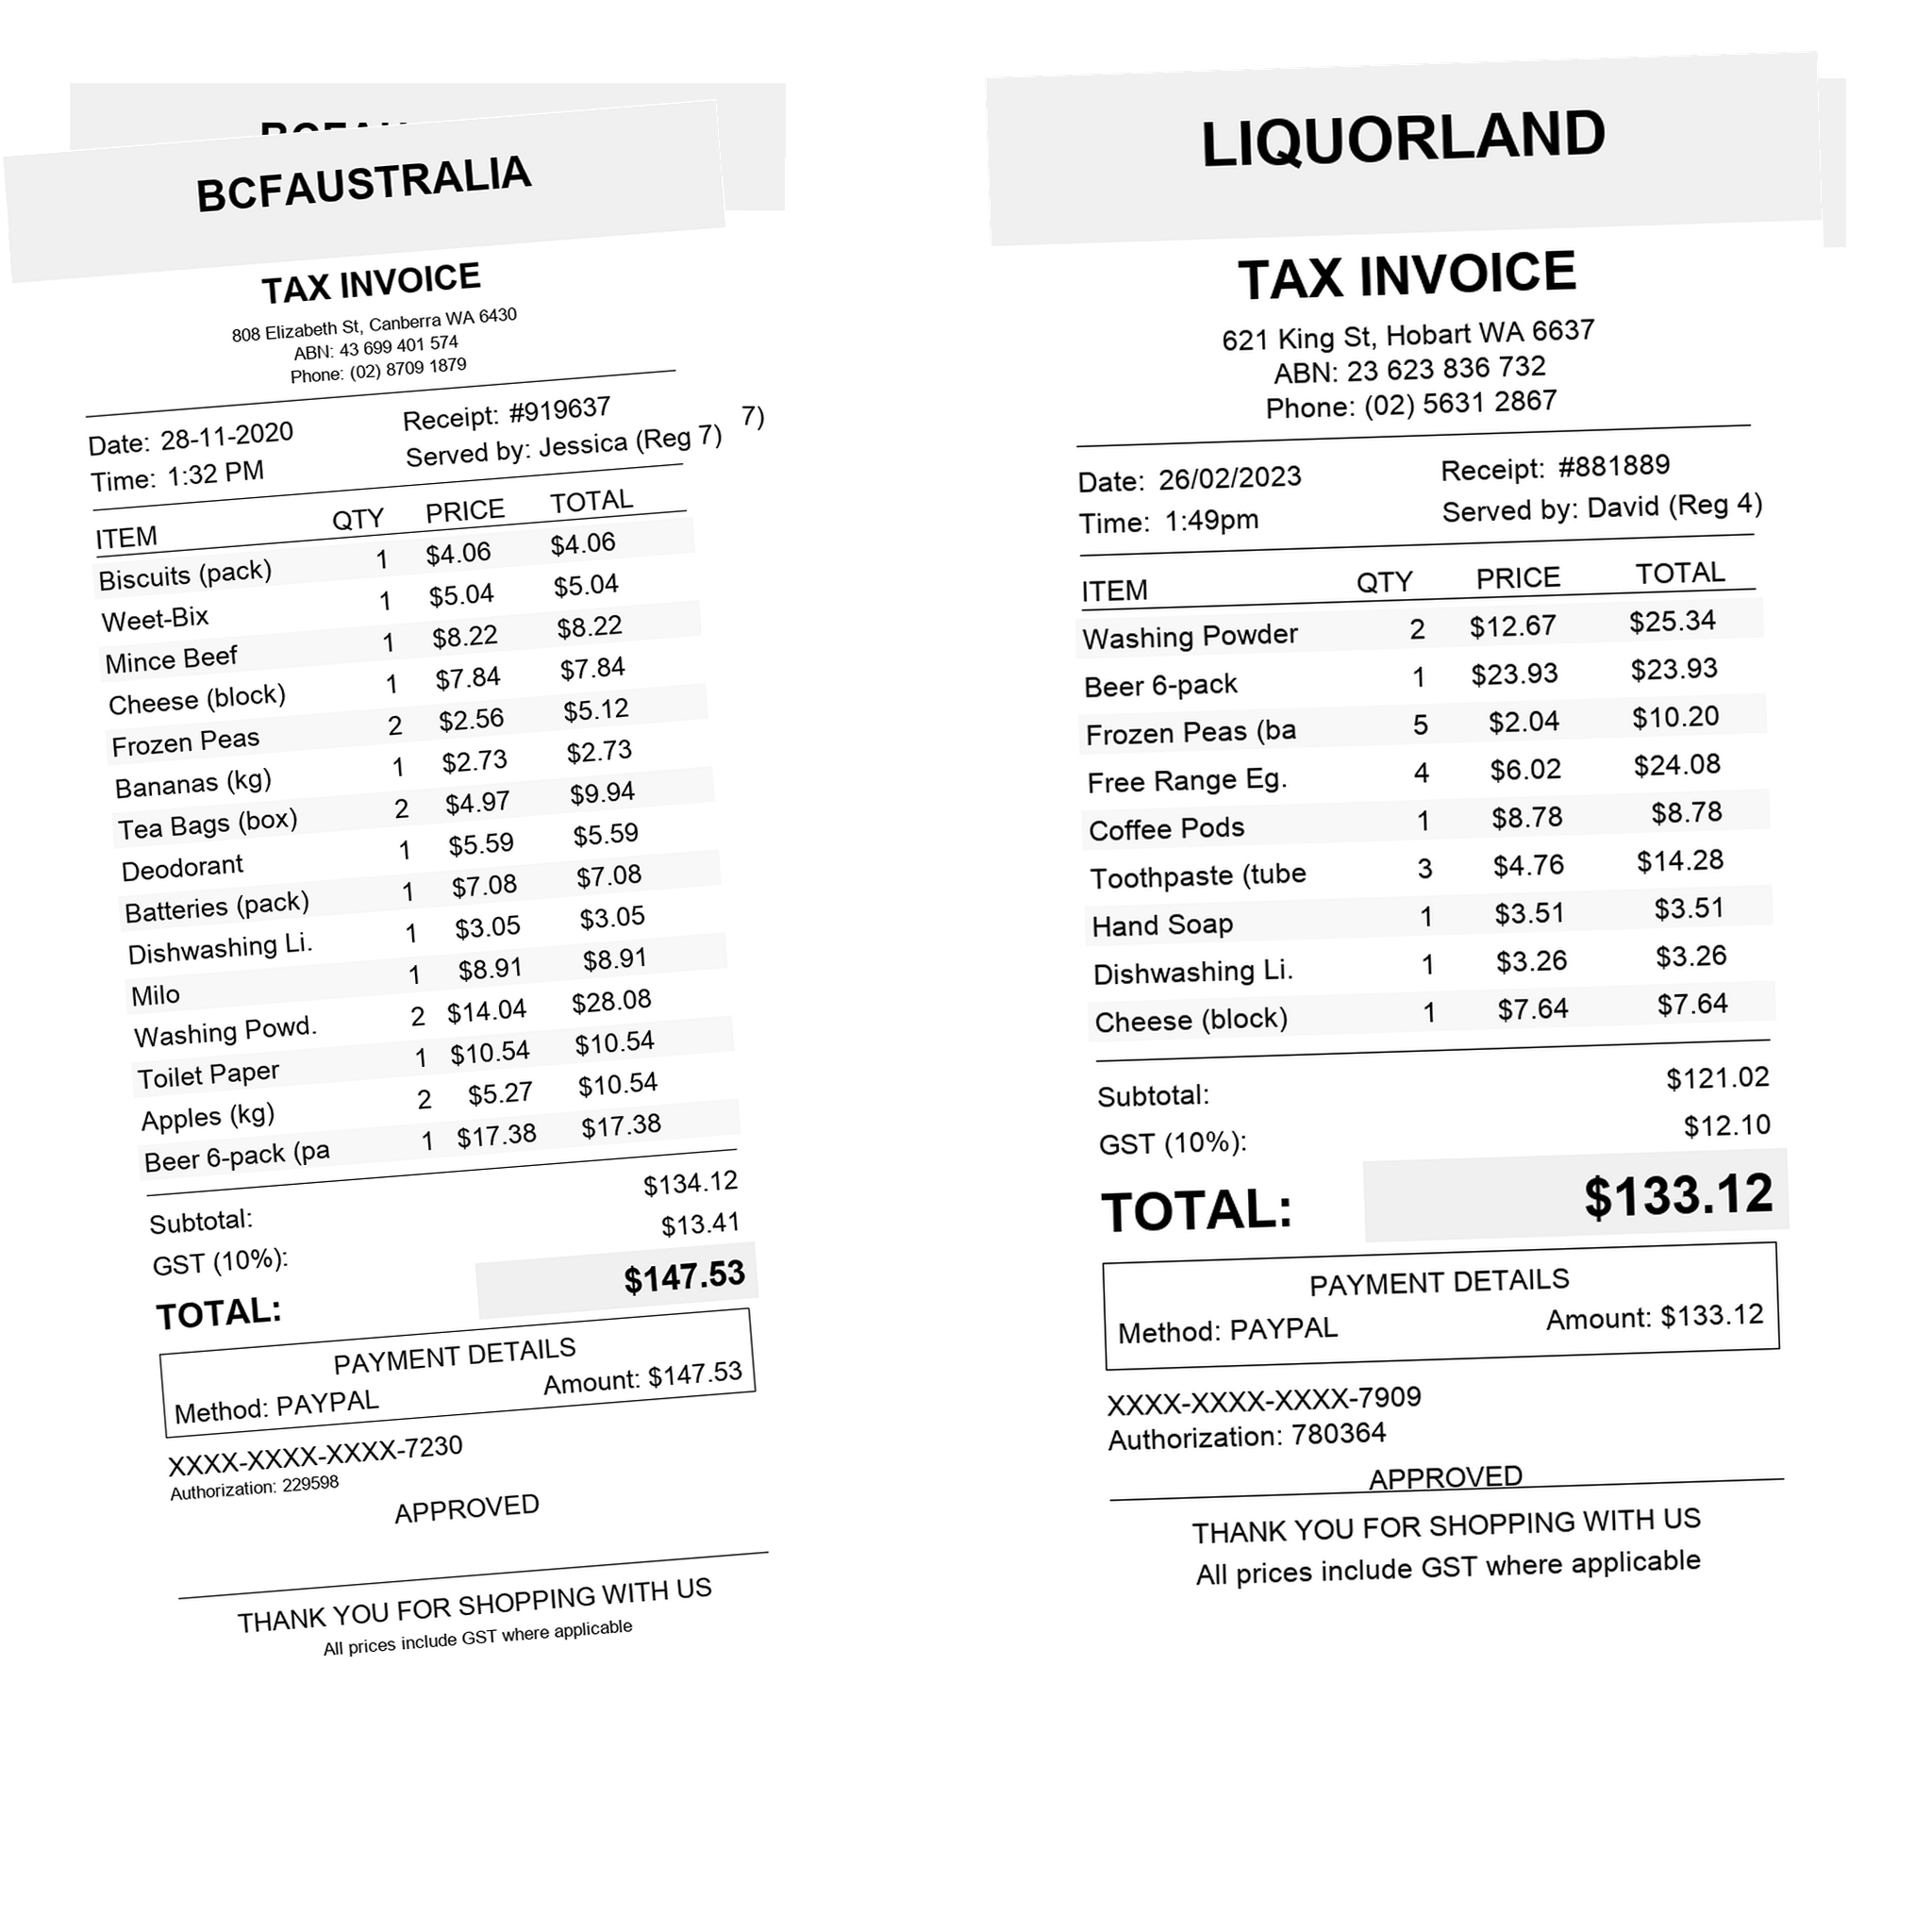 BCFAUSTRALIA
TAX INVOICE
808 Elizabeth St, Canberra WA 6430
ABN: 43 699 401 574
Phone: (02) 8709 1879
Date: 28-11-2020 Receipt: #919637
Time: 1:32 PM Served by: Jessica (Reg 7) 7)
ITEM QTY PRICE TOTAL
Biscuits (pack) 1 $4.06 $4.06
Weet-Bix 1 $5.04 $5.04
Mince Beef 1 $8.22 $8.22
Cheese (block) 1 $7.84 $7.84
Frozen Peas 2 $2.56 $5.12
Bananas (kg) 1 $2.73 $2.73
Tea Bags (box) 2 $4.97 $9.94
Deodorant 1 $5.59 $5.59
Batteries (pack) 1 $7.08 $7.08
Dishwashing Li. 1 $3.05 $3.05
Milo 1 $8.91 $8.91
Washing Powd. 2 $14.04 $28.08
Toilet Paper 1 $10.54 $10.54
Apples (kg) 2 $5.27 $10.54
Beer 6-pack (pa 1 $17.38 $17.38
Subtotal: $134.12
GST (10%): $13.41
TOTAL: $147.53
PAYMENT DETAILS
Method: PAYPAL Amount: $147.53
XXXX-XXXX-XXXX-7230
Authorization: 229598
APPROVED
THANK YOU FOR SHOPPING WITH US
All prices include GST where applicable
LIQUORLAND
TAX INVOICE
621 King St, Hobart WA 6637
ABN: 23 623 836 732
Phone: (02) 5631 2867
Date: 26/02/2023 Receipt: #881889
Time: 1:49pm Served by: David (Reg 4)
ITEM QTY PRICE TOTAL
Washing Powder 2 $12.67 $25.34
Beer 6-pack 1 $23.93 $23.93
Frozen Peas (ba 5 $2.04 $10.20
Free Range Eg. 4 $6.02 $24.08
Coffee Pods 1 $8.78 $8.78
Toothpaste (tube 3 $4.76 $14.28
Hand Soap 1 $3.51 $3.51
Dishwashing Li. 1 $3.26 $3.26
Cheese (block) 1 $7.64 $7.64
Subtotal: $121.02
GST (10%): $12.10
TOTAL: $133.12
PAYMENT DETAILS
Method: PAYPAL Amount: $133.12
XXXX-XXXX-XXXX-7909
Authorization: 780364
APPROVED
THANK YOU FOR SHOPPING WITH US
All prices include GST where applicable